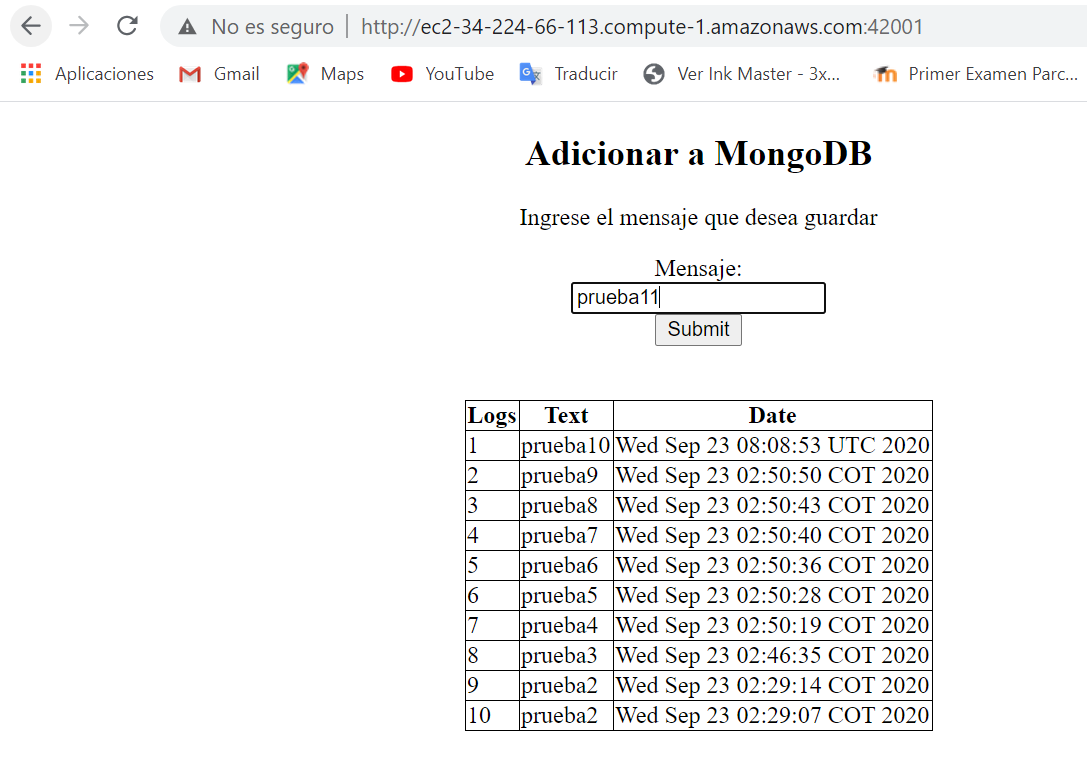 No es seguro | http://ec2-34-224-66-113.compute-1.amazonaws.com:42001
Aplicaciones Gmail Maps YouTube Traducir Ver Ink Master - 3x... Primer Examen Parc...
Adicionar a MongoDB
Ingrese el mensaje que desea guardar
Mensaje:
prueba11
Submit
Logs Text Date
1 prueba10 Wed Sep 23 08:08:53 UTC 2020
2 prueba9 Wed Sep 23 02:50:50 COT 2020
3 prueba8 Wed Sep 23 02:50:43 COT 2020
4 prueba7 Wed Sep 23 02:50:40 COT 2020
5 prueba6 Wed Sep 23 02:50:36 COT 2020
6 prueba5 Wed Sep 23 02:50:28 COT 2020
7 prueba4 Wed Sep 23 02:50:19 COT 2020
8 prueba3 Wed Sep 23 02:46:35 COT 2020
9 prueba2 Wed Sep 23 02:29:14 COT 2020
10 prueba2 Wed Sep 23 02:29:07 COT 2020